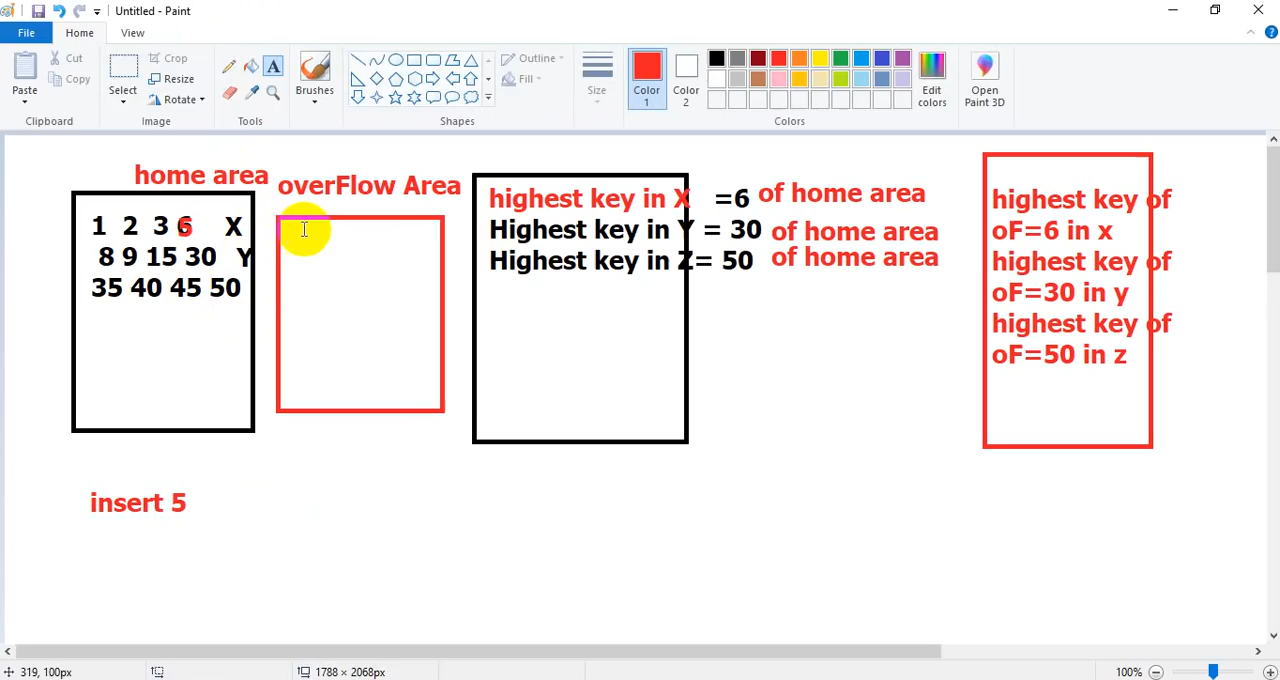 Untitled - Paint
File
Home
View
Paste
Cut
Copy
Clipboard
Select
Crop
Resize
Rotate
Image
A
Tools
Brushes
Shapes
Outline
Fill
Size
Color 1
Color 2
Edit colors
Colors
Open Paint 3D
home area
1 2 3 X
8 9 15 30 Y
35 40 45 50
overFlow Area
highest key in X =6 of home area
Highest key in Y = 30 of home area
Highest key in Z= 50 of home area
highest key of
oF=6 in x
highest key of
oF=30 in y
highest key of
oF=50 in z
insert 5
319, 100px
1788 × 2068px
100%